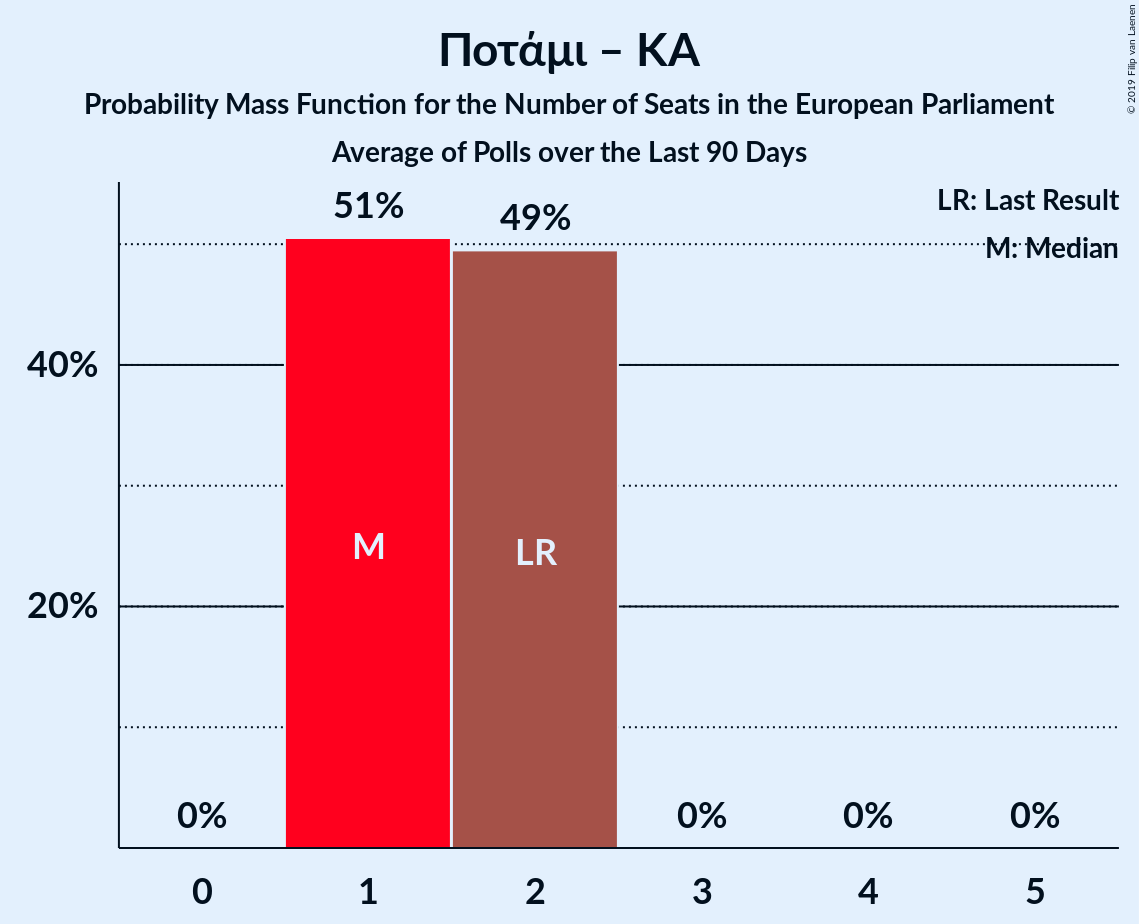 Ποτάμι – ΚΑ
Probability Mass Function for the Number of Seats in the European Parliament
Average of Polls over the Last 90 Days
© 2019 Filip van Laenen
LR: Last Result
M: Median
51%
49%
40%
20%
M
LR
0%
0%
0%
0%
0
1
2
3
4
5